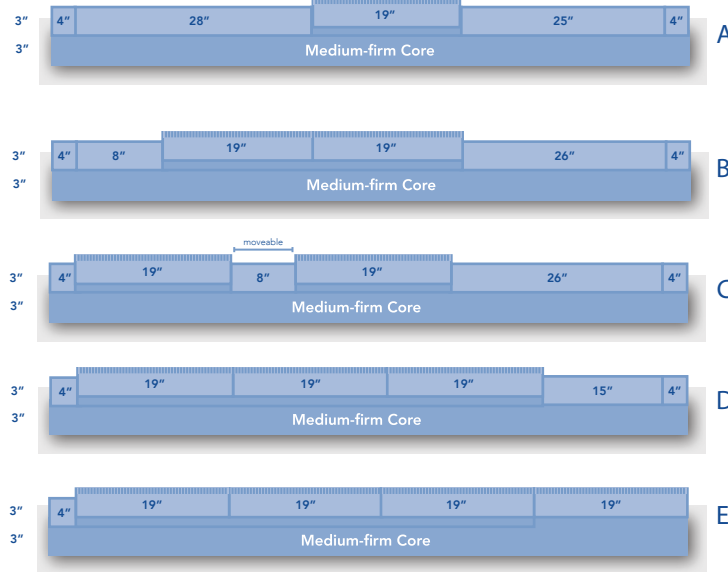 3” 4” 28” 19” 25” 4” A
3” Medium-firm Core
3” 4” 8” 19” 19” 26” 4” B
3” Medium-firm Core
moveable
3” 4” 19” 8” 19” 26” 4” C
3” Medium-firm Core
3” 4” 19” 19” 19” 15” 4” D
3” Medium-firm Core
3” 4” 19” 19” 19” 19” E
3” Medium-firm Core